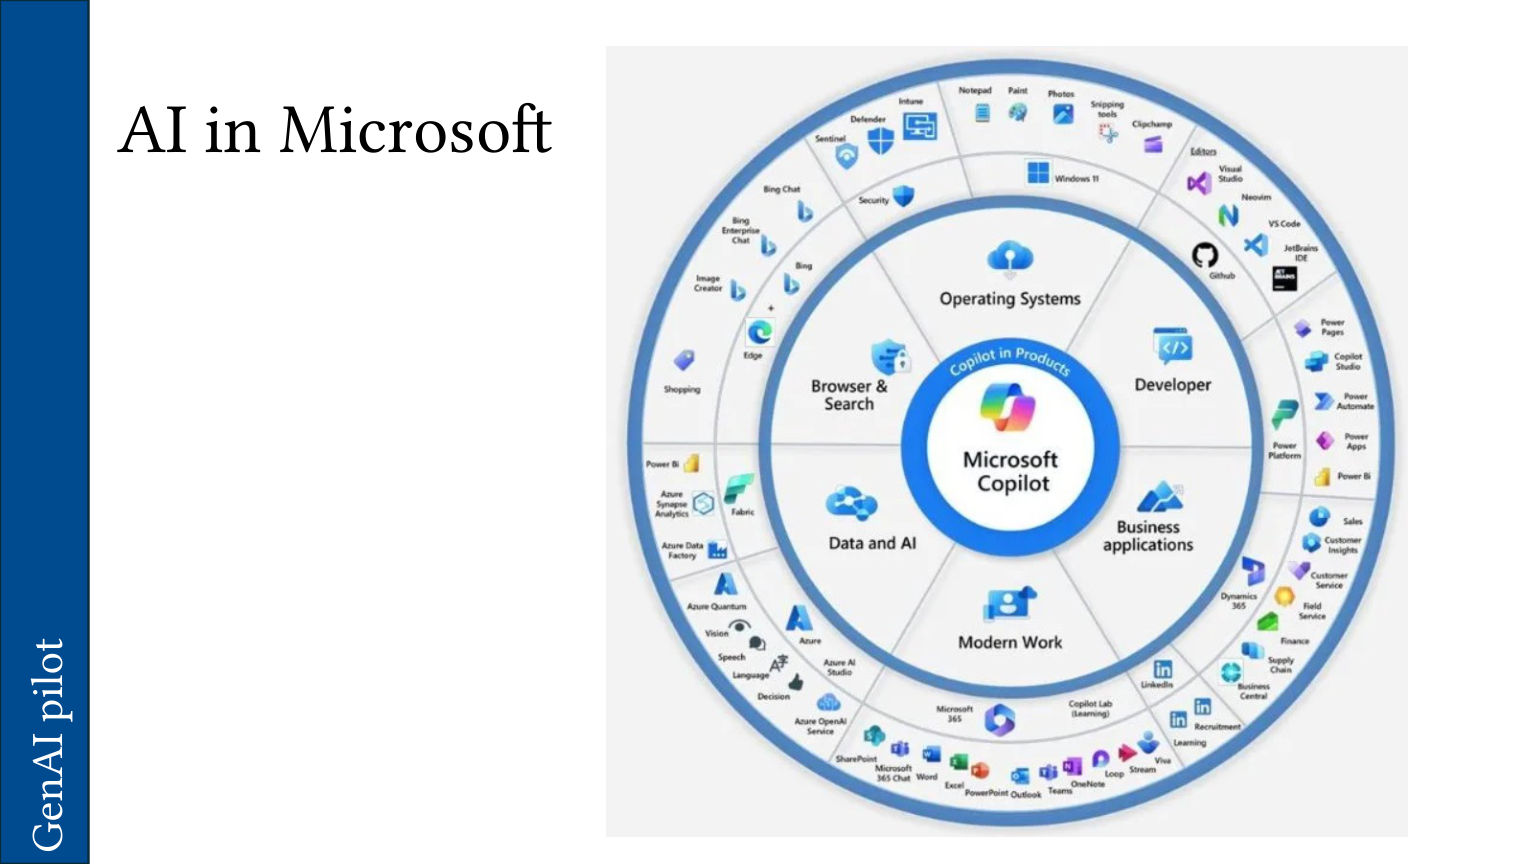 AI in Microsoft
GenAI pilot
Notepad
Paint
Photos
Snipping
tools
Clipchamp
Windows 11
Intune
Defender
Sentinel
Security
Editors
Visual
Studio
Neovim
VS Code
JetBrains
IDE
JET
BRAINS
Github
Bing Chat
Bing
Enterprise
Chat
Image
Creator
Shopping
Bing
+
Edge
Operating Systems
Browser &
Search
Developer
Copilot in Products
Microsoft
Copilot
Data and AI
Business
applications
Modern Work
Power
Pages
Copilot
Studio
Power
Automate
Power
Apps
Power Bi
Power
Platform
Power Bi
Azure
Synapse
Analytics
Azure Data
Factory
Fabric
Sales
Customer
Insights
Customer
Service
Field
Service
Finance
Supply
Chain
Business
Central
Dynamics
365
Azure Quantum
Vision
Speech
Language
Decision
Azure OpenAI
Service
Azure
Azure AI
Studio
LinkedIn
Recruitment
Learning
Microsoft
365
Copilot Lab
(Learning)
SharePoint
Microsoft
365 Chat
Word
Excel
PowerPoint
Outlook
Teams
OneNote
Loop
Stream
Viva